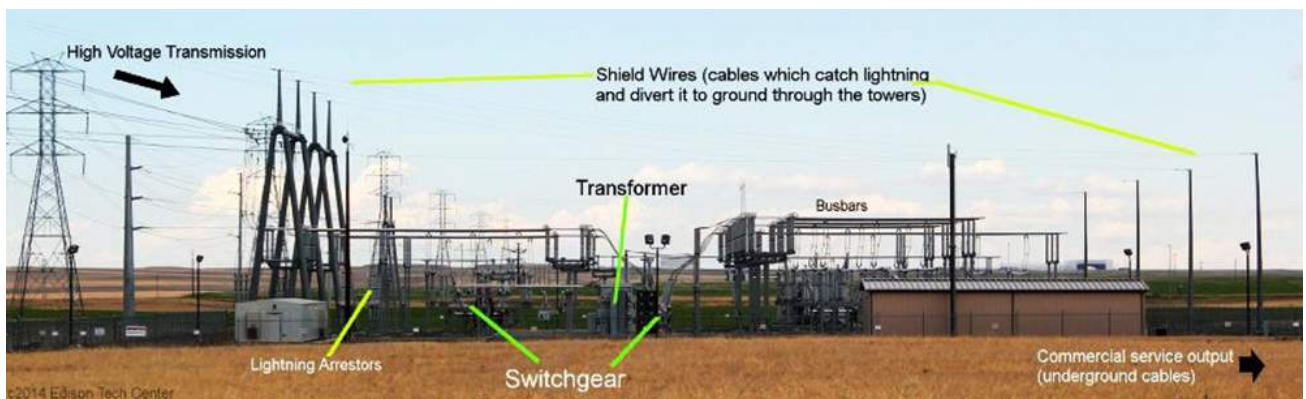 High Voltage Transmission
Shield Wires (cables which catch lightning
and divert it to ground through the towers)
Transformer
Busbars
Lightning Arrestors
Switchgear
Commercial service output
(underground cables)
c2014 Edison Tech Center